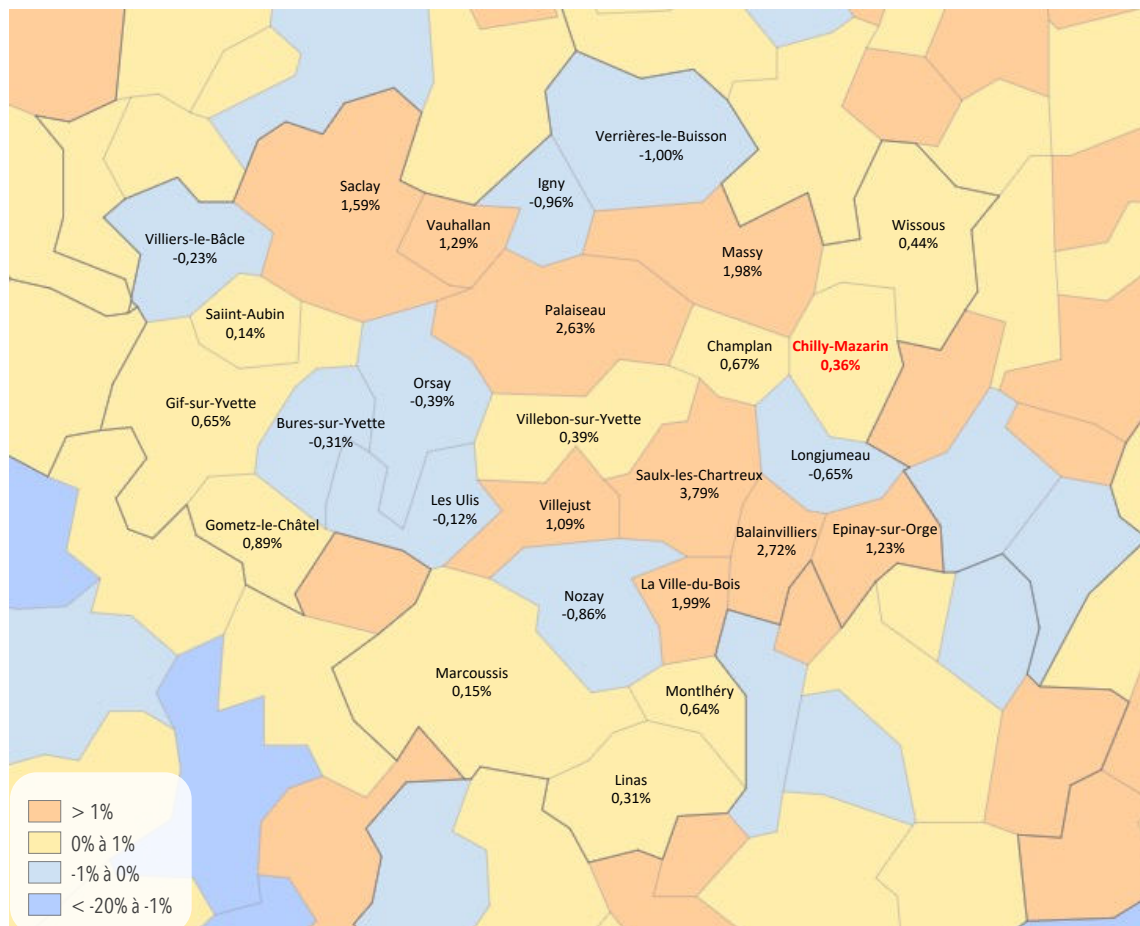 Verrières-le-Buisson
-1,00%
Saclay
1,59%
Igny
-0,96%
Vauhallan
1,29%
Wissous
0,44%
Villiers-le-Bâcle
-0,23%
Massy
1,98%
Saiint-Aubin
0,14%
Palaiseau
2,63%
Champlan
0,67%
Chilly-Mazarin
0,36%
Orsay
-0,39%
Gif-sur-Yvette
0,65%
Bures-sur-Yvette
-0,31%
Villebon-sur-Yvette
0,39%
Longjumeau
-0,65%
Saulx-les-Chartreux
3,79%
Les Ulis
-0,12%
Villejust
1,09%
Gometz-le-Châtel
0,89%
Balainvilliers
2,72%
Epinay-sur-Orge
1,23%
Nozay
-0,86%
La Ville-du-Bois
1,99%
Marcoussis
0,15%
Montlhéry
0,64%
Linas
0,31%
> 1%
0% à 1%
-1% à 0%
< -20% à -1%